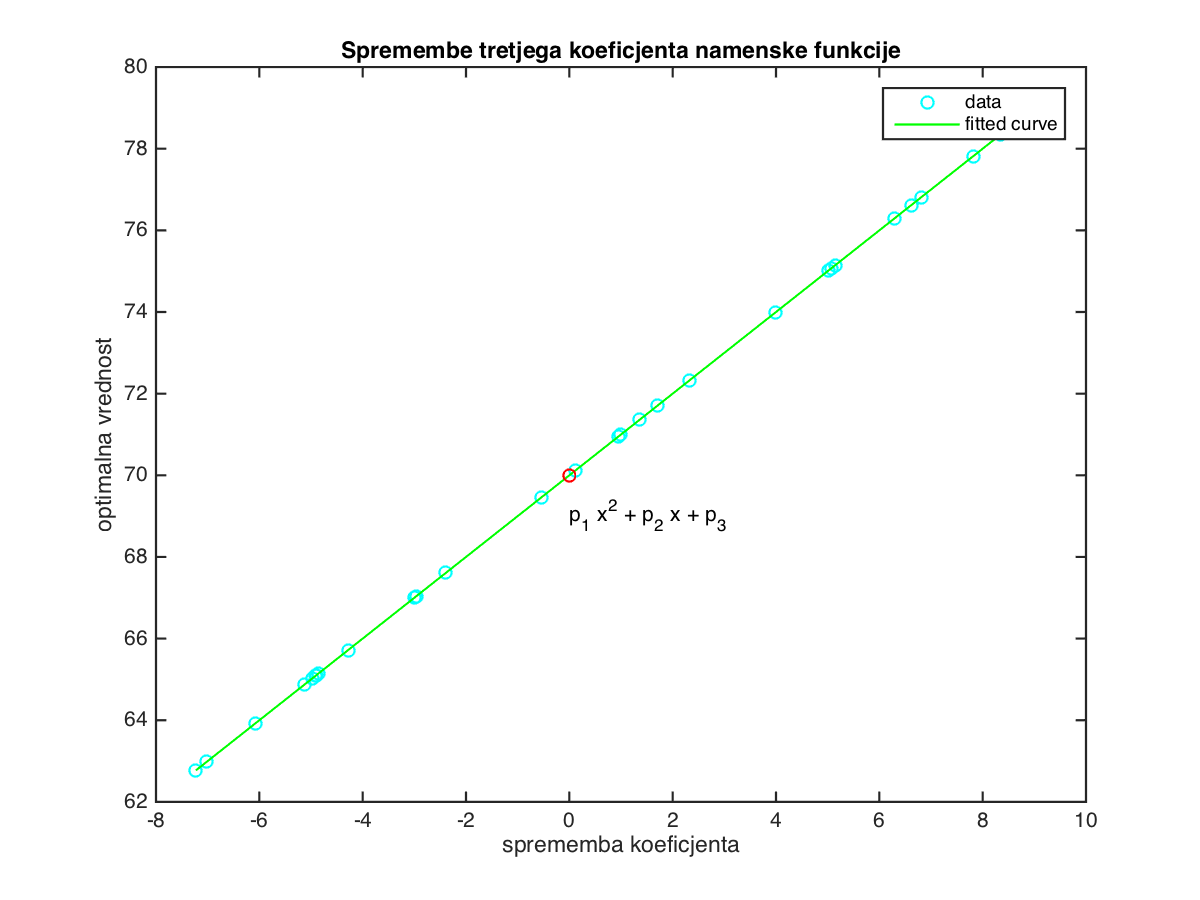 Spremembe tretjega koeficjenta namenske funkcije
80
78
76
74
72
70
68
66
64
62
optimalna vrednost
data
fitted curve
p₁ x² + p₂ x + p₃
-8 -6 -4 -2 0 2 4 6 8 10
sprememba koeficjenta